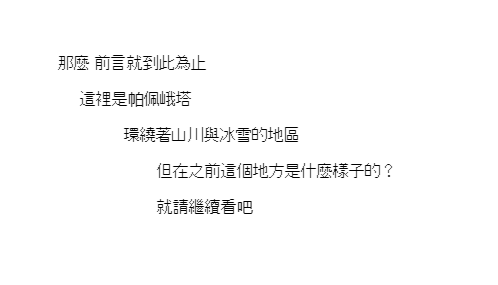 那麼 前言就到此為止
這裡是帕佩峨塔
環繞著山川與冰雪的地區
但在之前這個地方是什麼樣子的？
就請繼續看吧